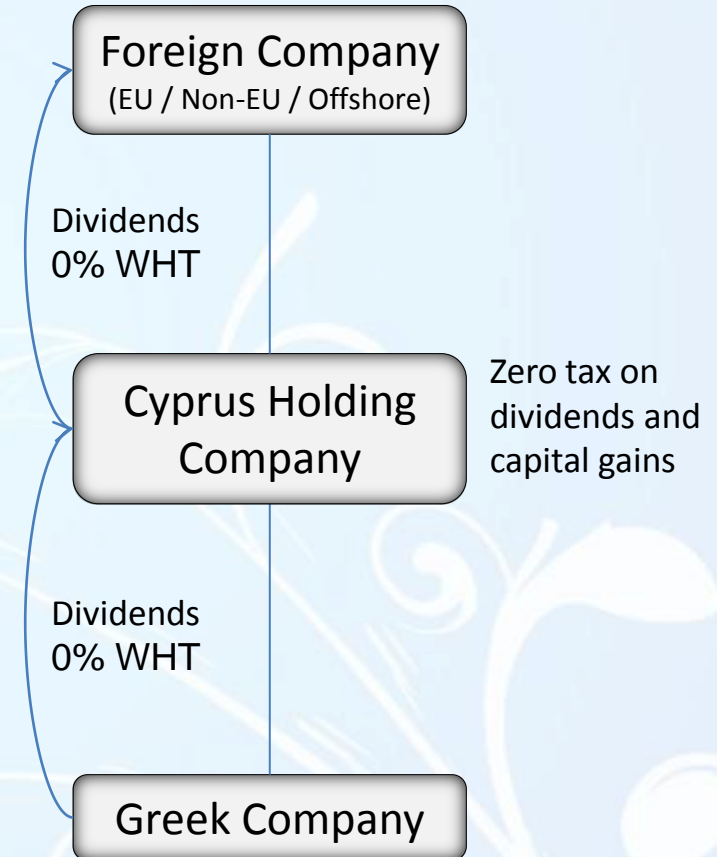 Foreign Company
(EU / Non-EU / Offshore)
Dividends
0% WHT
Cyprus Holding
Company
Zero tax on
dividends and
capital gains
Dividends
0% WHT
Greek Company